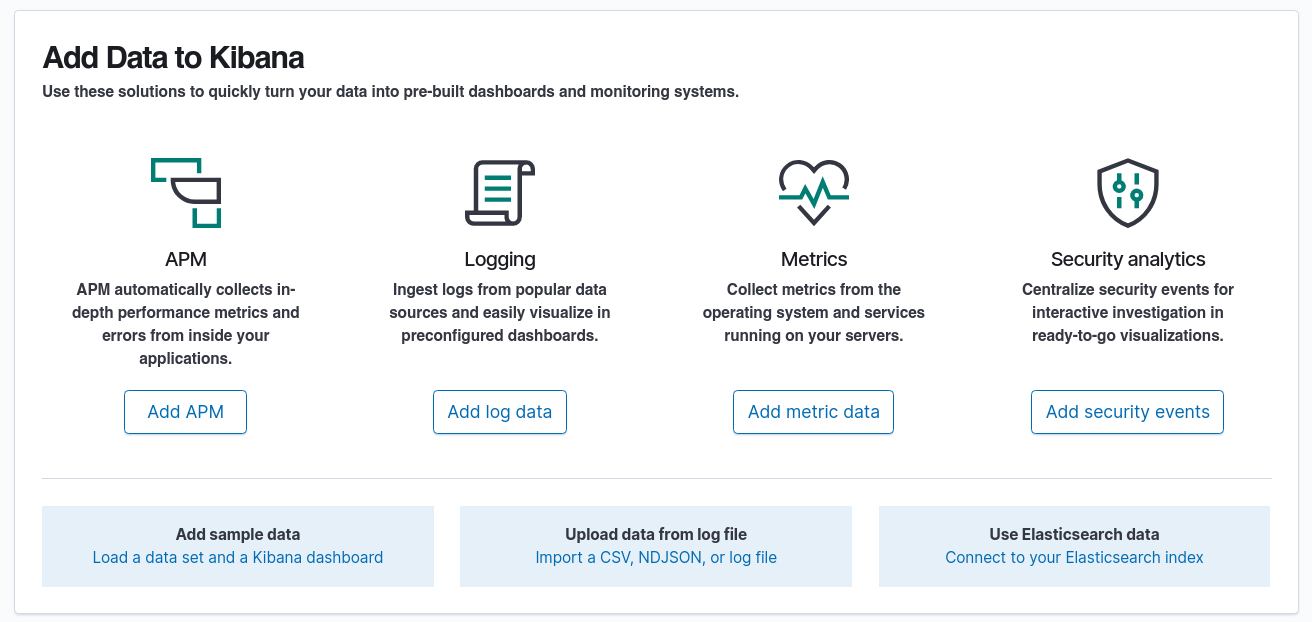 Add Data to Kibana
Use these solutions to quickly turn your data into pre-built dashboards and monitoring systems.
APM
APM automatically collects in-
depth performance metrics and
errors from inside your
applications.
Add APM
Logging
Ingest logs from popular data
sources and easily visualize in
preconfigured dashboards.
Add log data
Metrics
Collect metrics from the
operating system and services
running on your servers.
Add metric data
Security analytics
Centralize security events for
interactive investigation in
ready-to-go visualizations.
Add security events
Add sample data
Load a data set and a Kibana dashboard
Upload data from log file
Import a CSV, NDJSON, or log file
Use Elasticsearch data
Connect to your Elasticsearch index